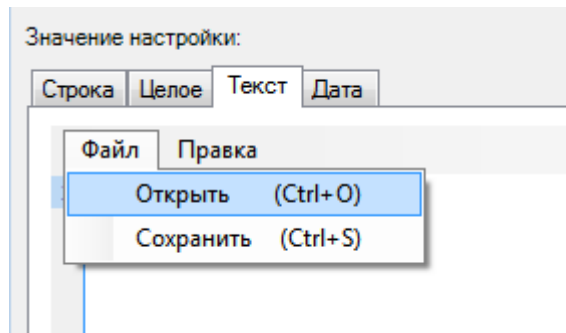 Значение настройки:
Строка Целое Текст Дата
Файл Правка
Открыть (Ctrl+O)
Сохранить (Ctrl+S)